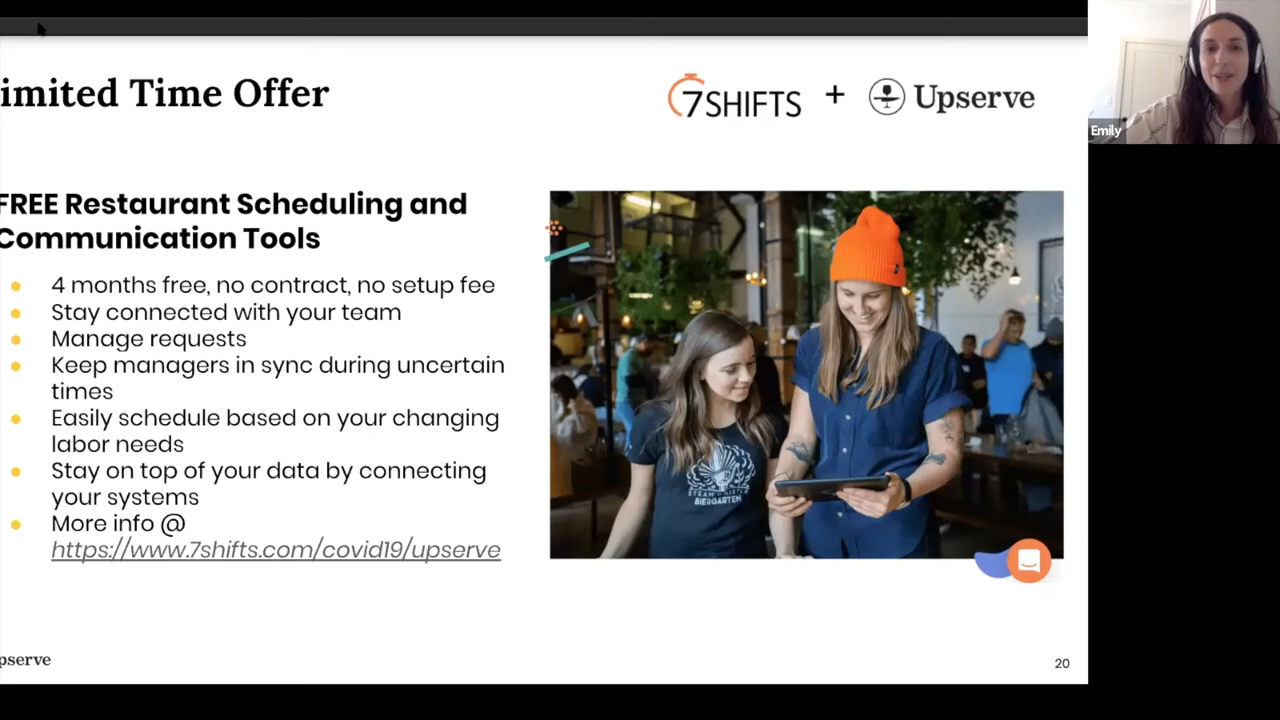 imited Time Offer
7SHIFTS + Upserve
Emily
FREE Restaurant Scheduling and
Communication Tools
4 months free, no contract, no setup fee
Stay connected with your team
Manage requests
Keep managers in sync during uncertain
times
Easily schedule based on your changing
labor needs
Stay on top of your data by connecting
your systems
More info @
https://www.7shifts.com/covid19/upserve
BIERGARTEN
pserve
20